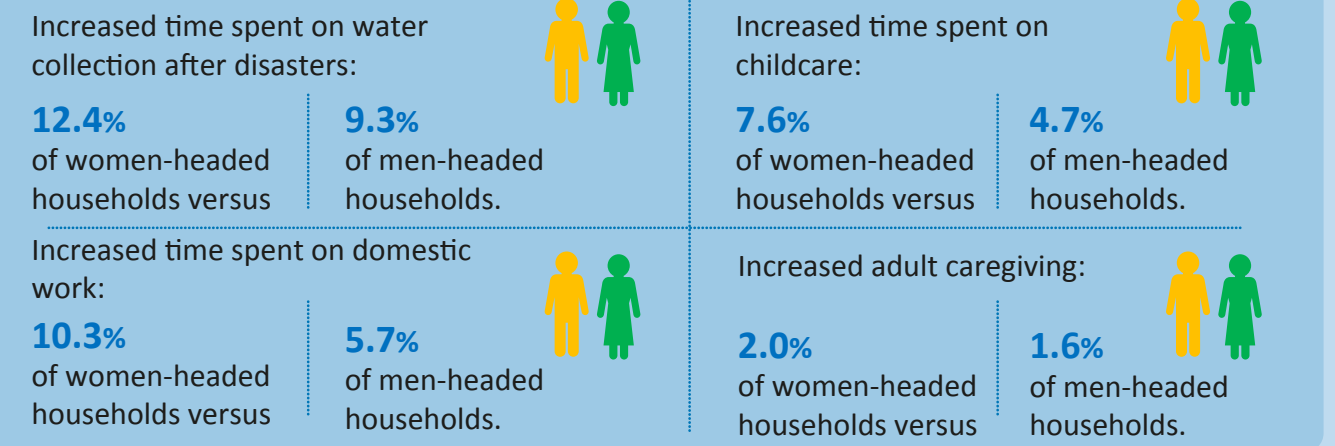 Increased time spent on water
collection after disasters:
12.4%
of women-headed
households versus
9.3%
of men-headed
households.
Increased time spent on
childcare:
7.6%
of women-headed
households versus
4.7%
of men-headed
households.
Increased time spent on domestic
work:
10.3%
of women-headed
households versus
5.7%
of men-headed
households.
Increased adult caregiving:
2.0%
of women-headed
households versus
1.6%
of men-headed
households.